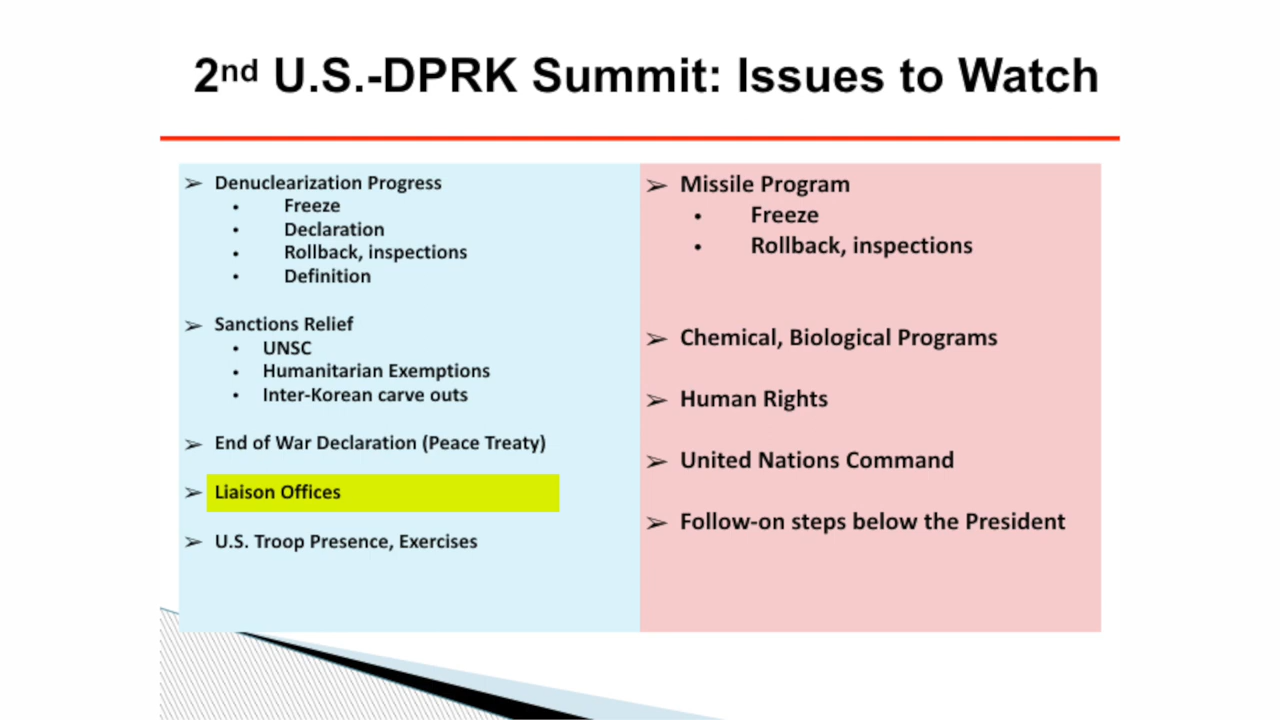 2nd U.S.-DPRK Summit: Issues to Watch
➢ Denuclearization Progress
• Freeze
• Declaration
• Rollback, inspections
• Definition
➢ Sanctions Relief
• UNSC
• Humanitarian Exemptions
• Inter-Korean carve outs
➢ End of War Declaration (Peace Treaty)
➢ Liaison Offices
➢ U.S. Troop Presence, Exercises
➢ Missile Program
• Freeze
• Rollback, inspections
➢ Chemical, Biological Programs
➢ Human Rights
➢ United Nations Command
➢ Follow-on steps below the President